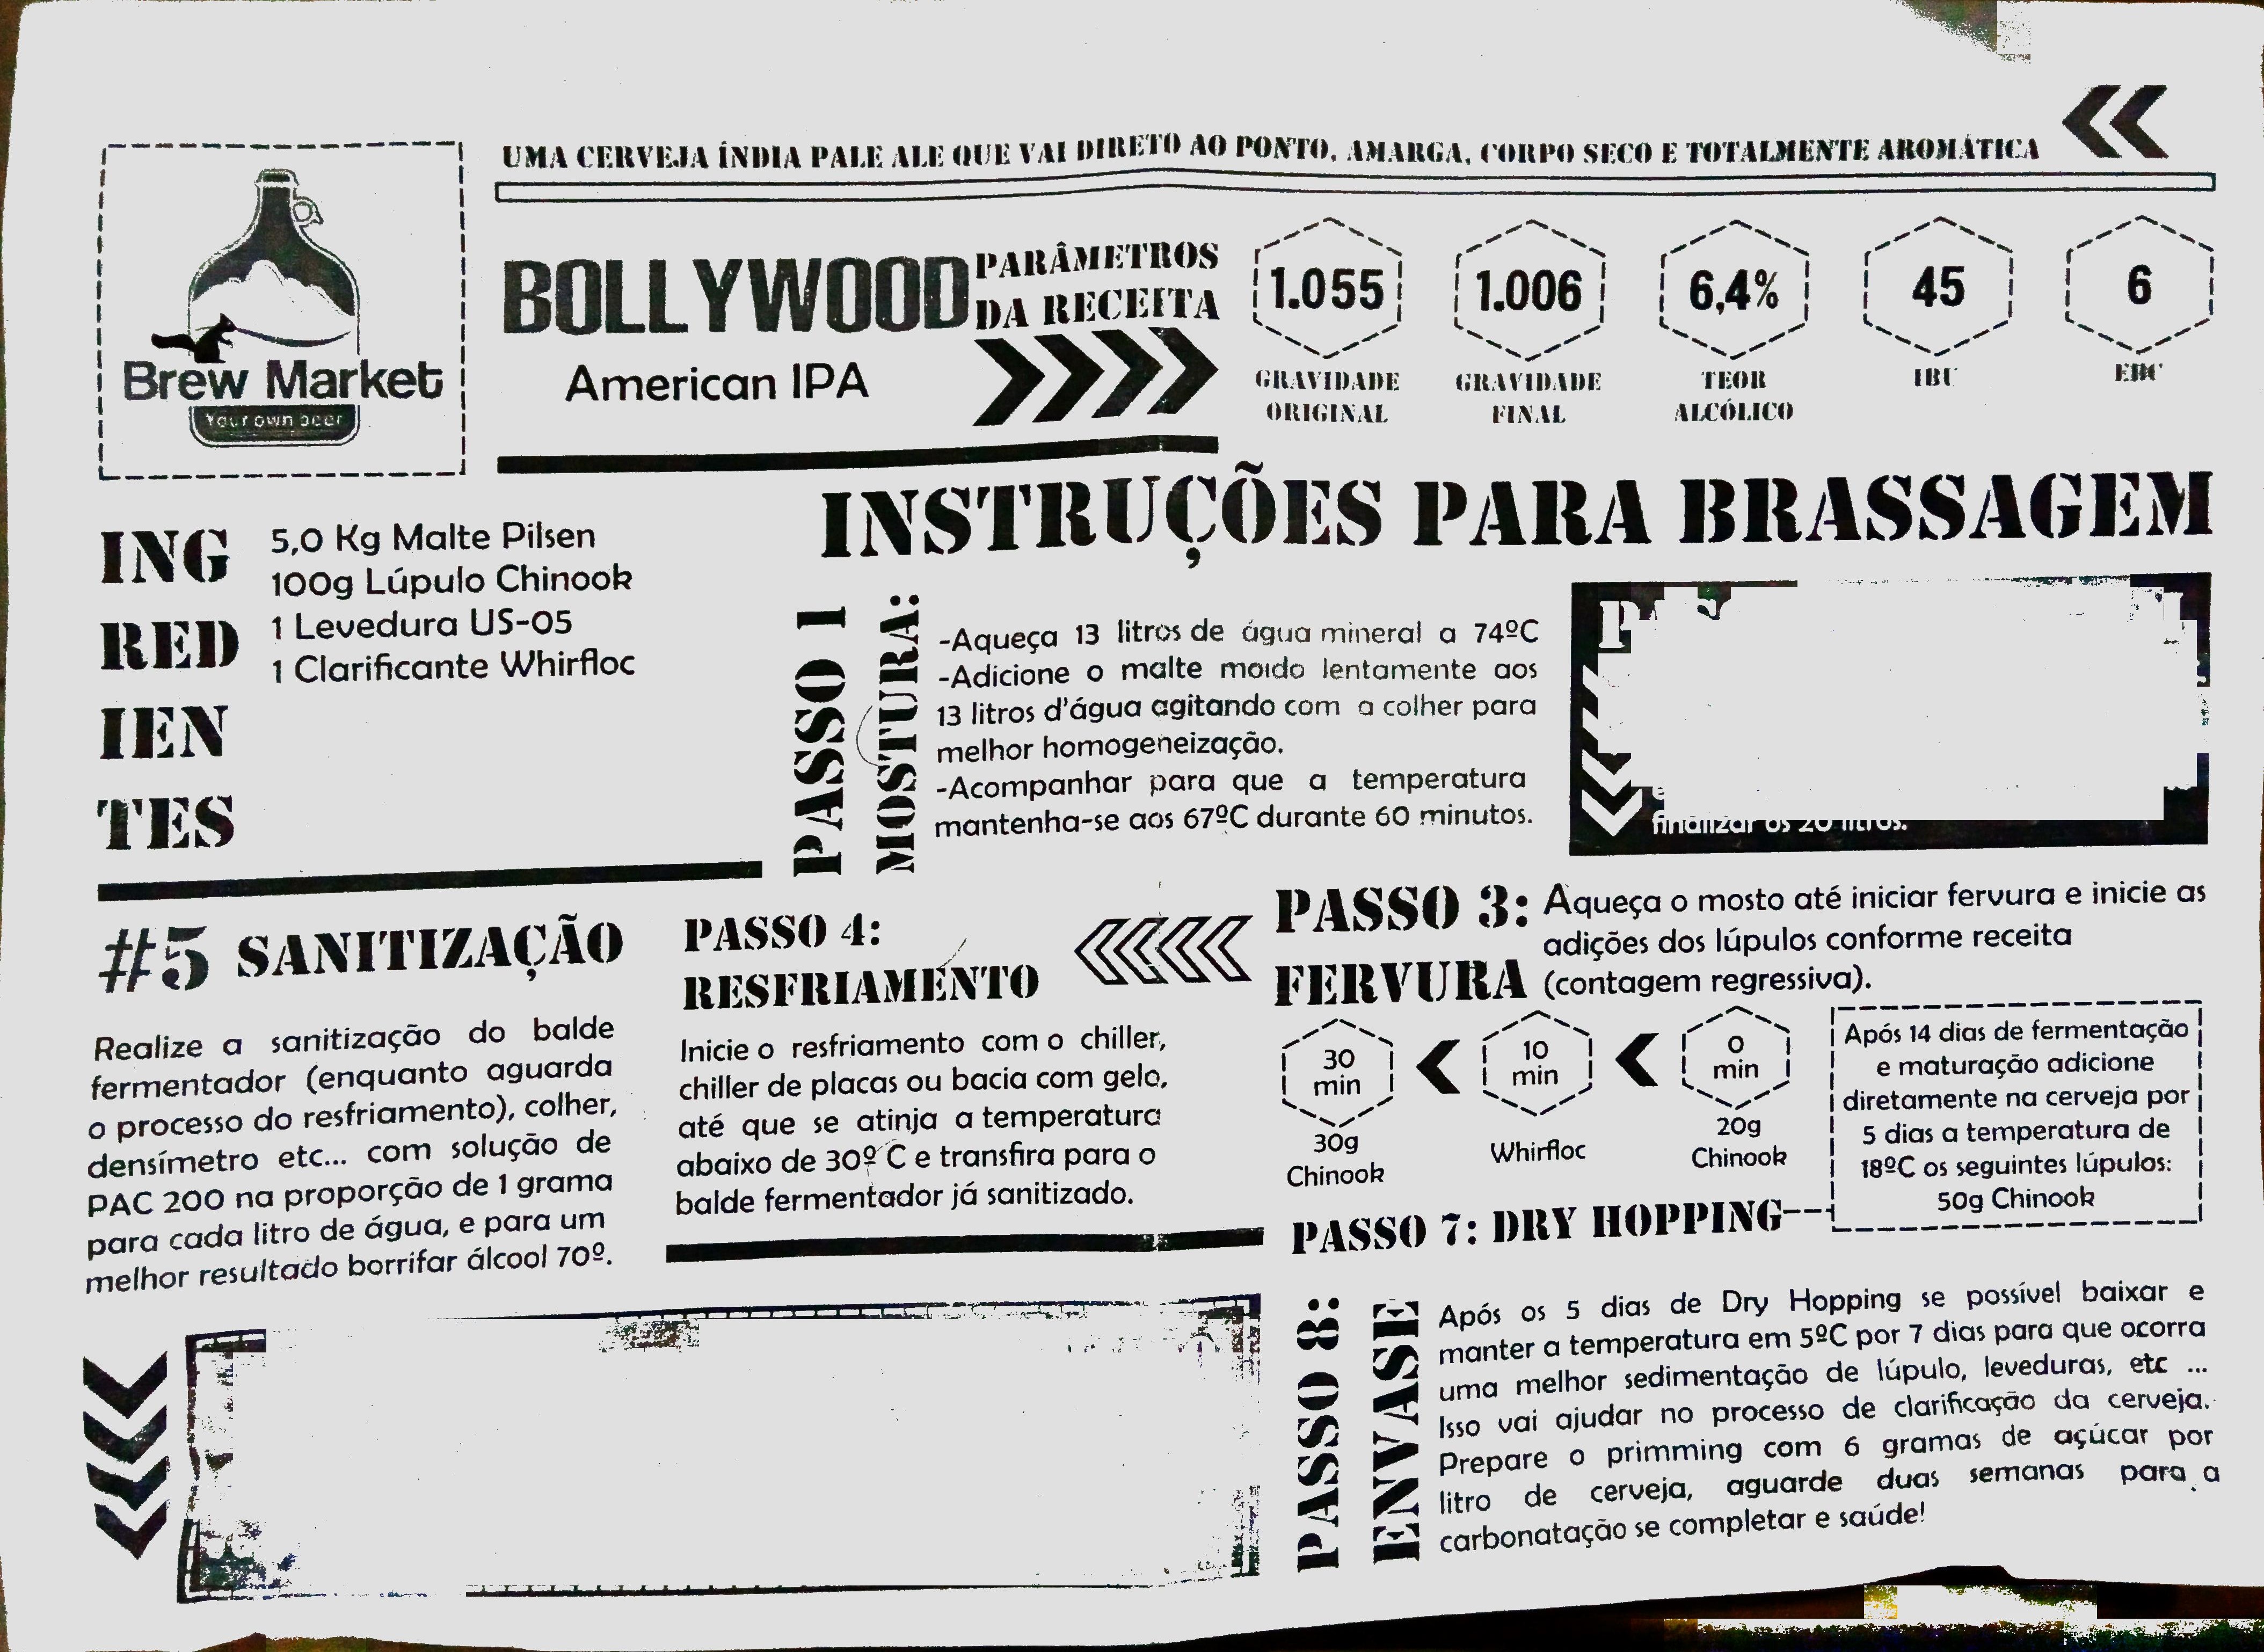 UMA CERVEJA ÍNDIA PALE ALE QUE VAI DIRETO AO PONTO, AMARGA, CORPO SECO E TOTALMENTE AROMÁTICA
Brew Market
Your own beer
BOLLYWOOD
American IPA
PARÂMETROS
DA RECEITA
1.055
GRAVIDADE
ORIGINAL
1.006
GRAVIDADE
FINAL
6,4%
TEOR
ALCÓLICO
45
IBU
6
EBC
ING
RED
IEN
TES
5,0 Kg Malte Pilsen
100g Lúpulo Chinook
1 Levedura US-05
1 Clarificante Whirfloc
INSTRUÇÕES PARA BRASSAGEM
PASSO 1
MOSTURA:
-Aqueça 13 litros de água mineral a 74ºC
-Adicione o malte moido lentamente aos
13 litros d'água agitando com a colher para
melhor homogeneização.
-Acompanhar para que a temperatura
mantenha-se aos 67ºC durante 60 minutos.
finalizar os 20 litros.
PASSO 3:
FERVURA
Aqueça o mosto até iniciar fervura e inicie as
adições dos lúpulos conforme receita
(contagem regressiva).
30
min
30g
Chinook
10
min
Whirfloc
0
min
20g
Chinook
PASSO 4:
RESFRIAMENTO
Inicie o resfriamento com o chiller,
chiller de placas ou bacia com gelo,
até que se atinja a temperatura
abaixo de 30º C e transfira para o
balde fermentador já sanitizado.
#5 SANITIZAÇÃO
Realize a sanitização do balde
fermentador (enquanto aguarda
o processo do resfriamento), colher,
densímetro etc... com solução de
PAC 200 na proporção de 1 grama
para cada litro de água, e para um
melhor resultado borrifar álcool 70º.
PASSO 7: DRY HOPPING
Após 14 dias de fermentação
e maturação adicione
diretamente na cerveja por
5 dias a temperatura de
18ºC os seguintes lúpulos:
50g Chinook
PASSO 8:
ENVASE
Após os 5 dias de Dry Hopping se possível baixar e
manter a temperatura em 5ºC por 7 dias para que ocorra
uma melhor sedimentação de lúpulo, leveduras, etc ...
Isso vai ajudar no processo de clarificação da cerveja.
Prepare o primming com 6 gramas de açúcar por
litro de cerveja, aguarde duas semanas para a
carbonatação se completar e saúde!